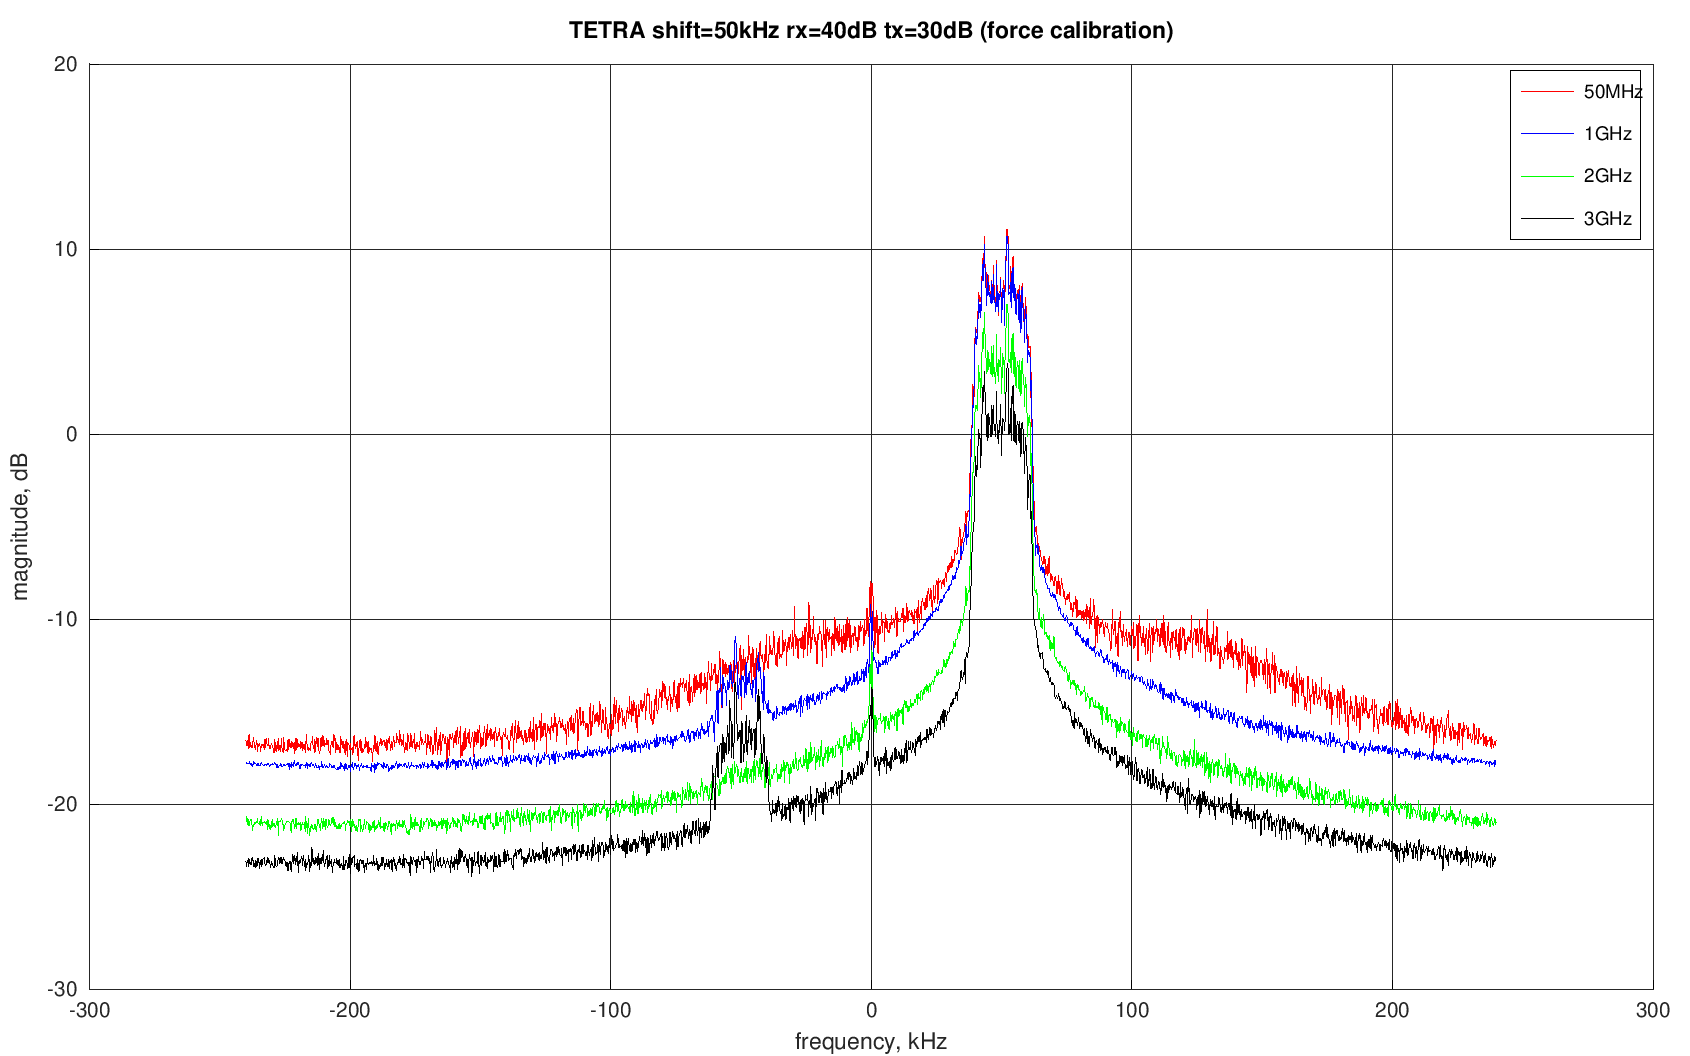 TETRA shift=50kHz rx=40dB tx=30dB (force calibration)
20
10
0
-10
-20
-30
magnitude, dB
50MHz
1GHz
2GHz
3GHz
-300
-200
-100
0
100
200
300
frequency, kHz